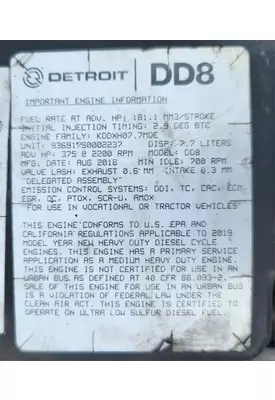 DETROIT DD8
IMPORTANT ENGINE INFORMATION
FUEL RATE AT ADV. HP: 181.1 MM3/STROKE
INITIAL INJECTION TIMING: 2.9 DEG BTC
ENGINE FAMILY: KDDXH07.7MDE
UNIT: 936917S0002237 DISP: 7.7 LITERS
ADV HP: 375 @ 2200 RPM MODEL: DD8
MFG. DATE: AUG 2018 MIN IDLE: 700 RPM
VALVE LASH: EXHAUST 0.6 MM INTAKE 0.3 MM
"DELEGATED ASSEMBLY"
EMISSION CONTROL SYSTEMS: DDI, TC, CAC, ECM
EGR, OC, PTOX, SCR-U, AMOX
FOR USE IN VOCATIONAL OR TRACTOR VEHICLES
THIS ENGINE CONFORMS TO U.S. EPA AND
CALIFORNIA REGULATIONS APPLICABLE TO 2019
MODEL YEAR NEW HEAVY DUTY DIESEL CYCLE
ENGINES. THIS ENGINE HAS A PRIMARY SERVICE
APPLICATION AS A MEDIUM HEAVY DUTY ENGINE.
THIS ENGINE IS NOT CERTIFIED FOR USE IN AN
URBAN BUS AS DEFINED AT 40 CFR 86.093-2.
SALE OF THIS ENGINE FOR USE IN AN URBAN BUS
IS A VIOLATION OF FEDERAL LAW UNDER THE
CLEAN AIR ACT. THIS ENGINE IS CERTIFIED TO
OPERATE ON ULTRA LOW SULFUR DIESEL FUEL.